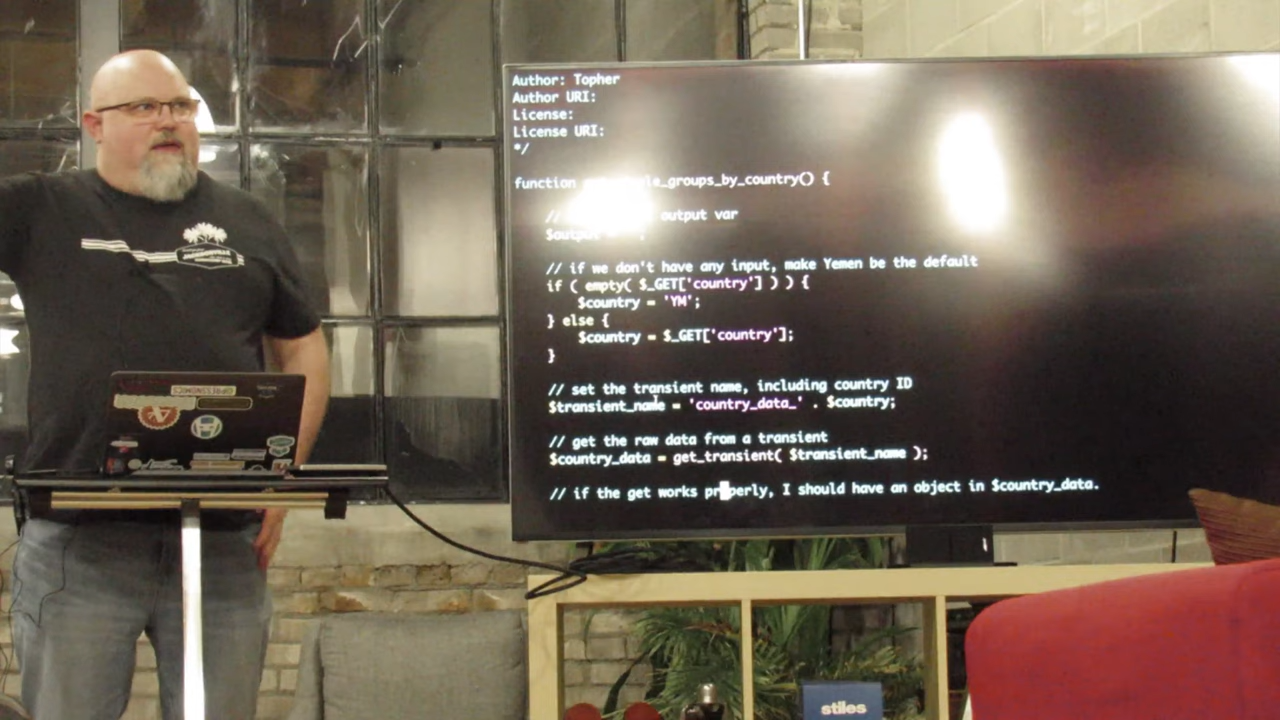 Author: Topher
Author URI:
License:
License URI:
*/
function le_groups_by_country() {
// output var
$output
// if we don't have any input, make Yemen be the default
if ( empty( $_GET['country'] ) ) {
$country = 'YM';
} else {
$country = $_GET['country'];
}
// set the transient name, including country ID
$transient_name = 'country_data_' . $country;
// get the raw data from a transient
$country_data = get_transient( $transient_name );
// if the get works properly, I should have an object in $country_data.
stiles